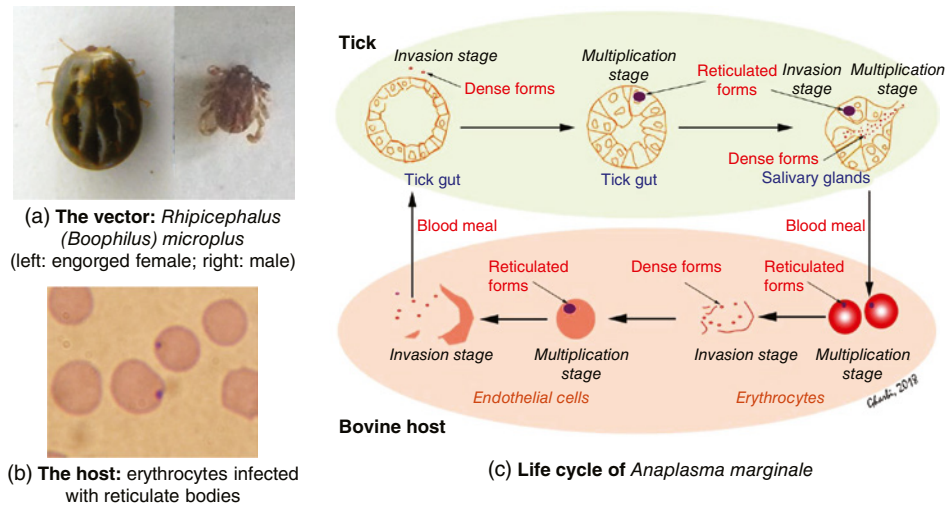 (a) The vector: Rhipicephalus
(Boophilus) microplus
(left: engorged female; right: male)
(b) The host: erythrocytes infected
with reticulate bodies
Tick
Invasion stage
Dense forms
Tick gut
Multiplication
stage
Tick gut
Reticulated
forms
Invasion
stage
Multiplication
stage
Dense forms
Salivary glands
Blood meal
Blood meal
Reticulated
forms
Dense forms
Reticulated
forms
Invasion stage
Multiplication
stage
Invasion stage
Multiplication
stage
Endothelial cells
Erythrocytes
Gharbi, 2018
Bovine host
(c) Life cycle of Anaplasma marginale